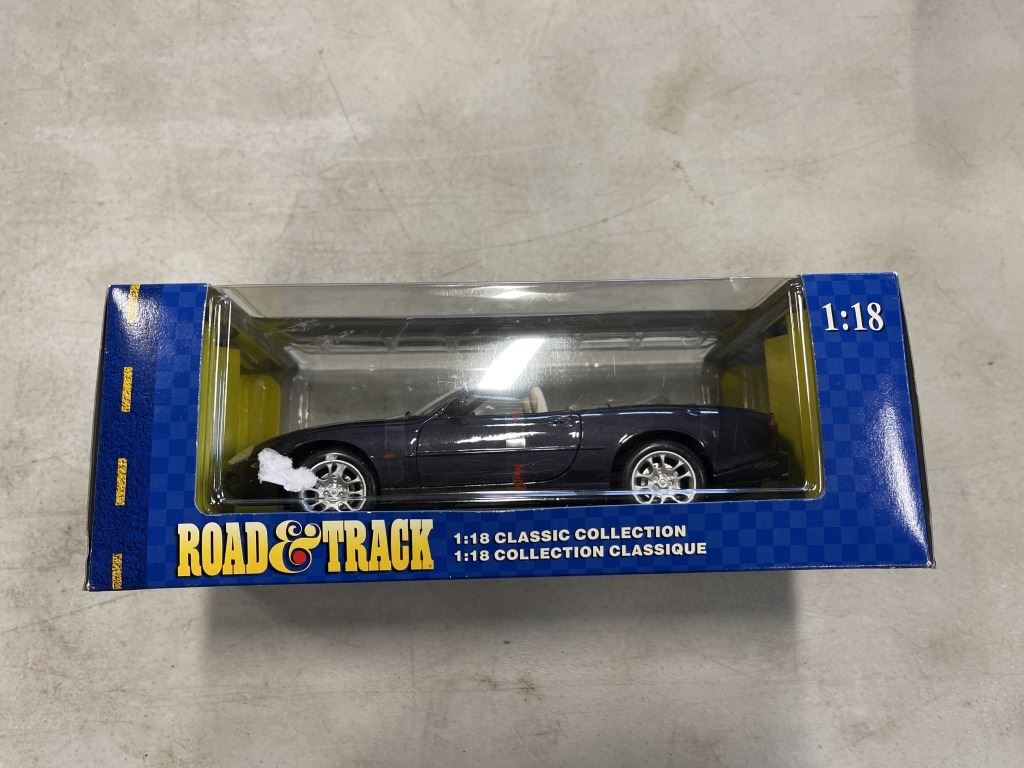 1:18
ROAD & TRACK
1:18 CLASSIC COLLECTION
1:18 COLLECTION CLASSIQUE